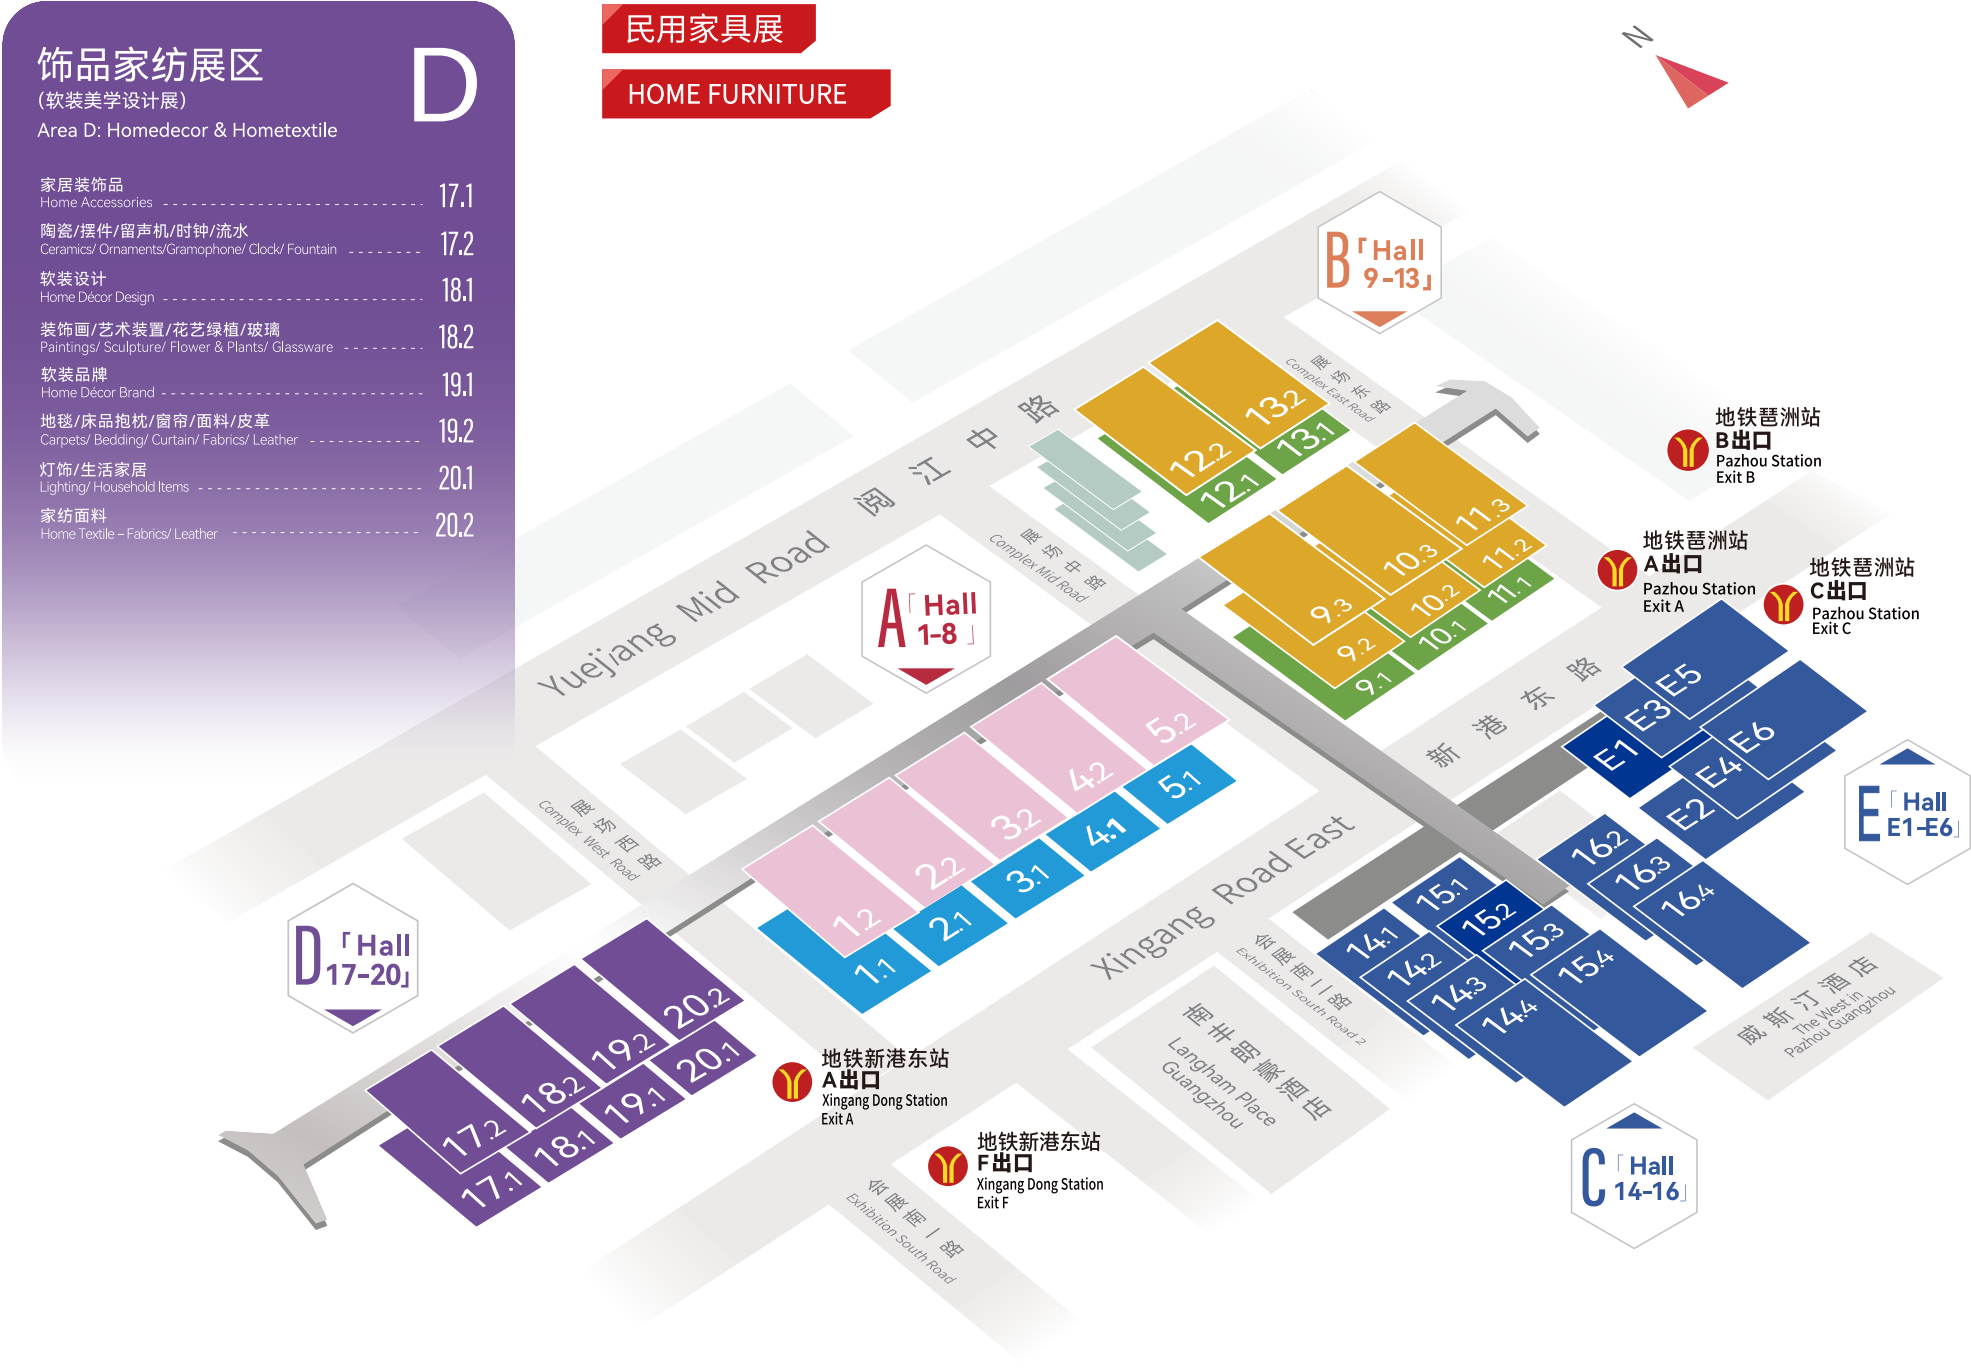 饰品家纺展区
(软装美学设计展)
Area D: Homedecor & Hometextile
D
家居装饰品
Home Accessories
17.1
陶瓷/摆件/留声机/时钟/流水
Ceramics/ Ornaments/Gramophone/ Clock/ Fountain
17.2
软装设计
Home Décor Design
18.1
装饰画/艺术装置/花艺绿植/玻璃
Paintings/ Sculpture/ Flower & Plants/ Glassware
18.2
软装品牌
Home Décor Brand
19.1
地毯/床品抱枕/窗帘/面料/皮革
Carpets/ Bedding/ Curtain/ Fabrics/ Leather
19.2
灯饰/生活家居
Lighting/ Household Items
20.1
家纺面料
Home Textile – Fabrics/ Leather
20.2
民用家具展
HOME FURNITURE
N
B「Hall
9-13」
展场东路
Complex East Road
13.2
13.1
12.2
12.1
阅江中路
Yuejiang Mid Road
展场中路
Complex Mid Road
11.3
11.2
11.1
10.3
10.2
10.1
9.3
9.2
9.1
地铁琶洲站
B出口
Pazhou Station
Exit B
地铁琶洲站
A出口
Pazhou Station
Exit A
地铁琶洲站
C出口
Pazhou Station
Exit C
A「Hall
1-8」
5.2
5.1
4.2
4.1
3.2
3.1
2.2
2.1
1.2
1.1
新港东路
Xingang Road East
E5
E3
E1
E6
E4
E2
E「Hall
E1-E6」
展场西路
Complex West Road
16.2
16.3
16.4
15.1
15.2
15.3
15.4
14.1
14.2
14.3
14.4
D「Hall
17-20」
20.2
20.1
19.2
19.1
18.2
18.1
17.2
17.1
会展南二路
Exhibition South Road 2
南丰朗豪酒店
Langham Place
Guangzhou
威斯汀酒店
The West in
Pazhou Guangzhou
地铁新港东站
A出口
Xingang Dong Station
Exit A
地铁新港东站
F出口
Xingang Dong Station
Exit F
会展南一路
Exhibition South Road
C「Hall
14-16」